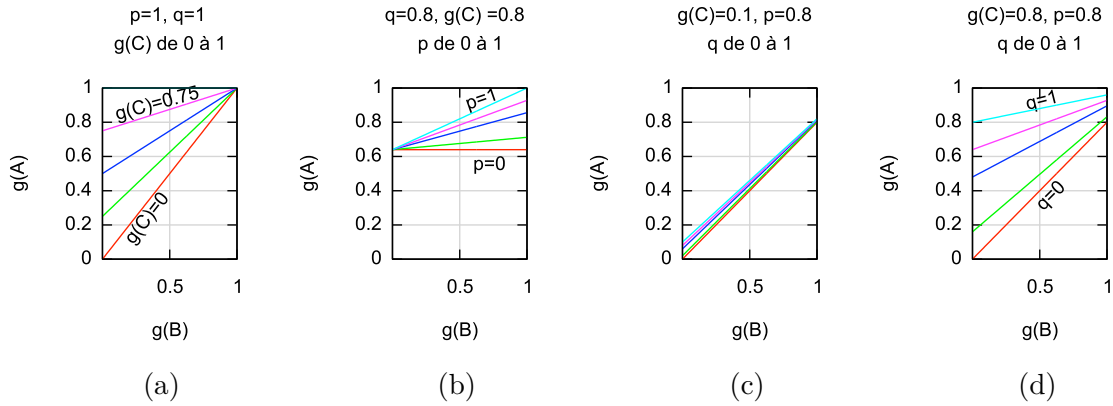 p=1, q=1
g(C) de 0 à 1
g(A)
1
0.8
0.6
0.4
0.2
0
g(C)=0.75
g(C)=0
0.5
1
g(B)
(a)
q=0.8, g(C) =0.8
p de 0 à 1
g(A)
1
0.8
0.6
0.4
0.2
0
p=1
p=0
0.5
1
g(B)
(b)
g(C)=0.1, p=0.8
q de 0 à 1
g(A)
1
0.8
0.6
0.4
0.2
0
0.5
1
g(B)
(c)
g(C)=0.8, p=0.8
q de 0 à 1
g(A)
1
0.8
0.6
0.4
0.2
0
q=1
q=0
0.5
1
g(B)
(d)